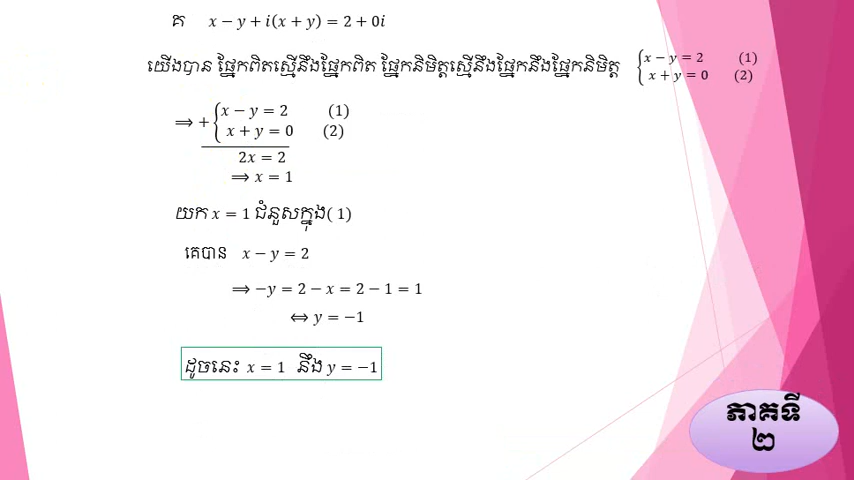 គ x − y + i(x + y) = 2 + 0i
យើងបាន ផ្នែកពិតស្មើនឹងផ្នែកពិត ផ្នែកនិមិត្តស្មើនឹងផ្នែកនឹងផ្នែកនិមិត្ត {x − y = 2 (1)
x + y = 0 (2)
⟹ + {x − y = 2 (1)
x + y = 0 (2)
2x = 2
⟹ x = 1
យក x = 1 ជំនួសក្នុង( 1)
គេបាន x − y = 2
⟹ −y = 2 − x = 2 − 1 = 1
⟺ y = −1
ដូចនេះ x = 1 នឹង y = −1
ភាគទី
២